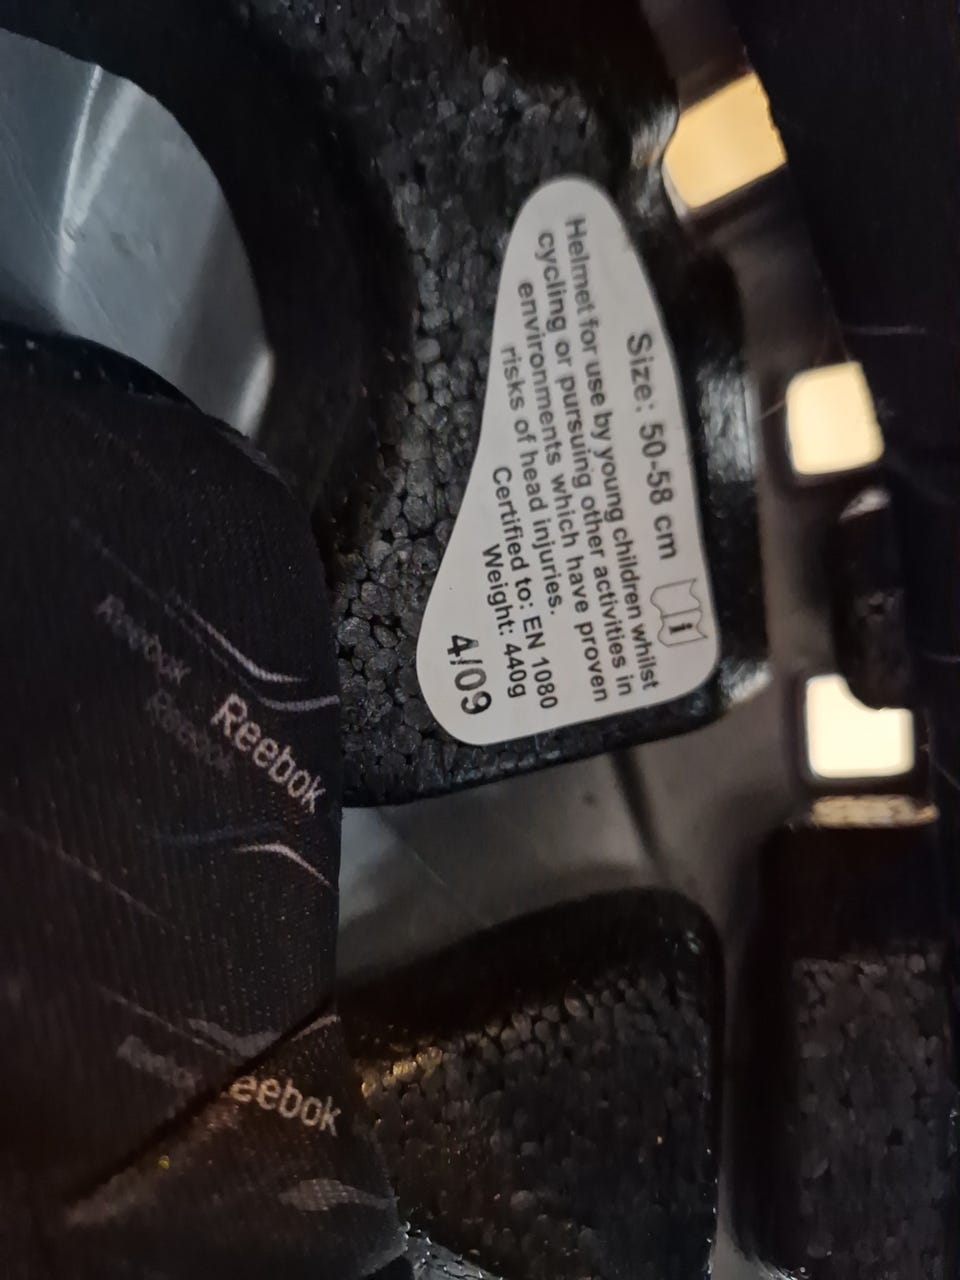 Size: 50-58 cm i
Helmet for use by young children whilst
cycling or pursuing other activities in
environments which have proven
risks of head injuries.
Certified to: EN 1080
Weight: 440g
4/09
Reebok
Reebok
eebok